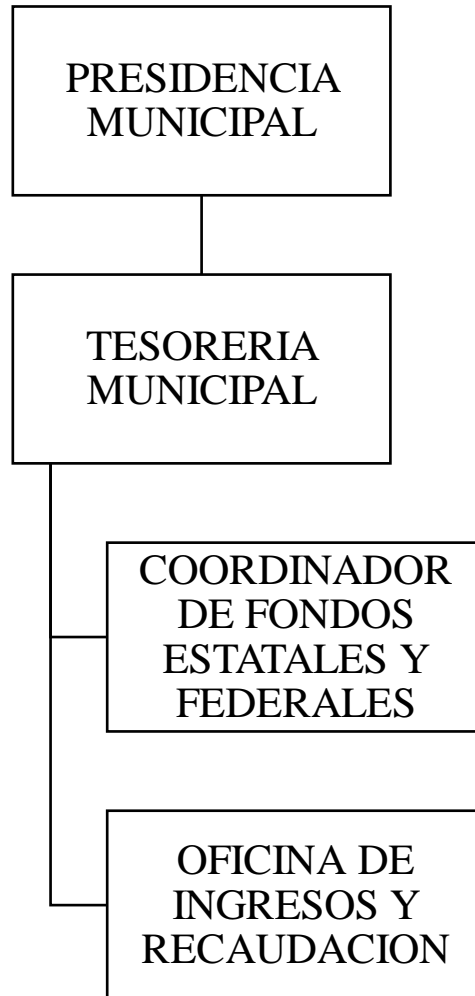 PRESIDENCIA
MUNICIPAL
TESORERIA
MUNICIPAL
COORDINADOR
DE FONDOS
ESTATALES Y
FEDERALES
OFICINA DE
INGRESOS Y
RECAUDACION